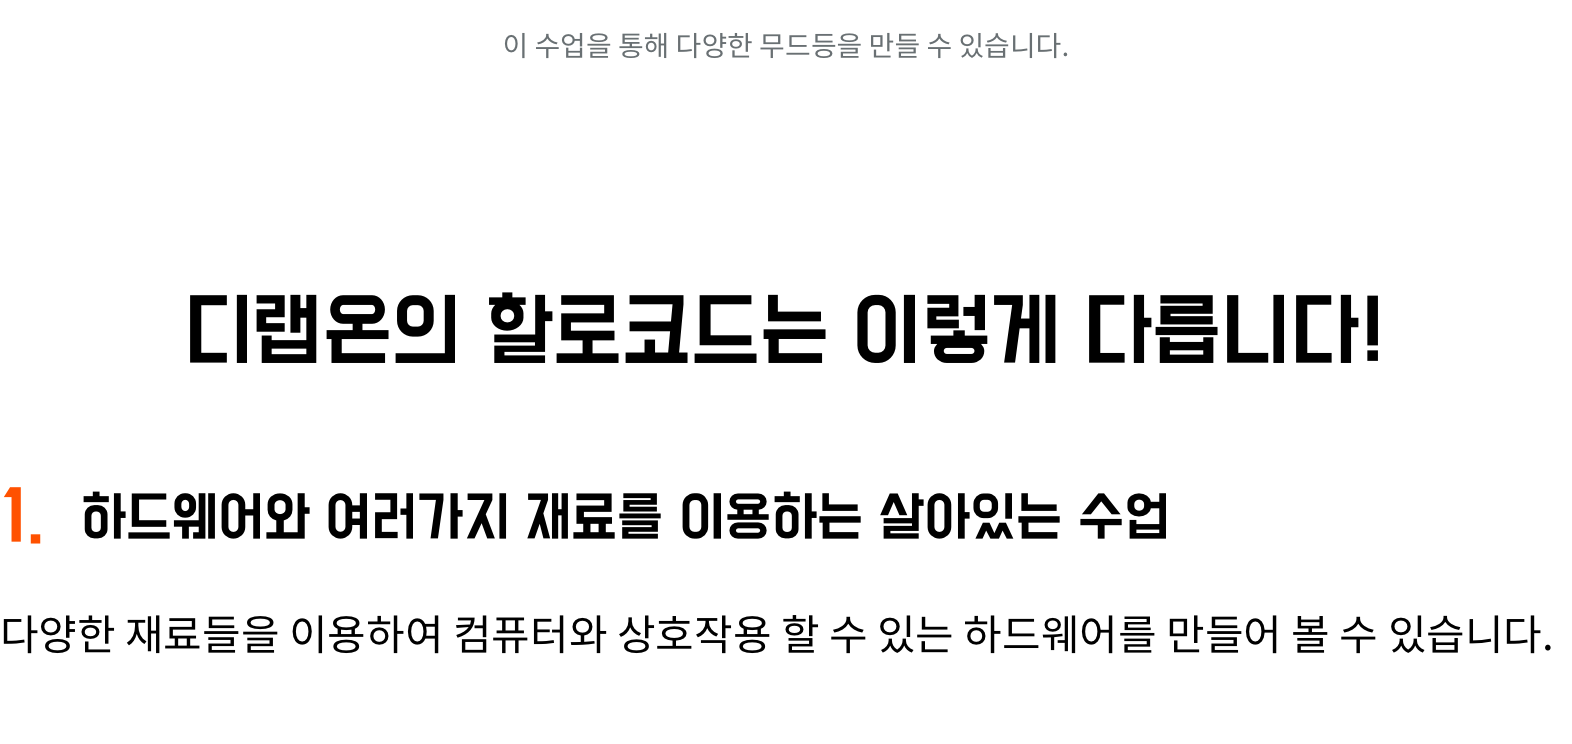 이 수업을 통해 다양한 무드등을 만들 수 있습니다.
디랩온의 할로코드는 이렇게 다릅니다!
1. 하드웨어와 여러가지 재료를 이용하는 살아있는 수업
다양한 재료들을 이용하여 컴퓨터와 상호작용 할 수 있는 하드웨어를 만들어 볼 수 있습니다.